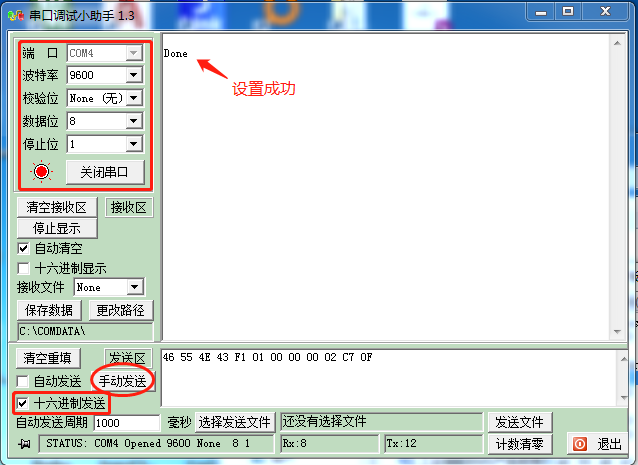 串口调试小助手 1.3
端 口 COM4
波特率 9600
校验位 None (无)
数据位 8
停止位 1
关闭串口
清空接收区 接收区
停止显示
自动清空
十六进制显示
接收文件 None
保存数据 更改路径
C:\COMDATA\
Done
设置成功
清空重填 发送区
自动发送 手动发送
十六进制发送
46 55 4E 43 F1 01 00 00 00 02 C7 0F
自动发送周期 1000 毫秒 选择发送文件 还没有选择文件 发送文件
STATUS: COM4 Opened 9600 None 8 1 Rx:8 Tx:12 计数清零 退出